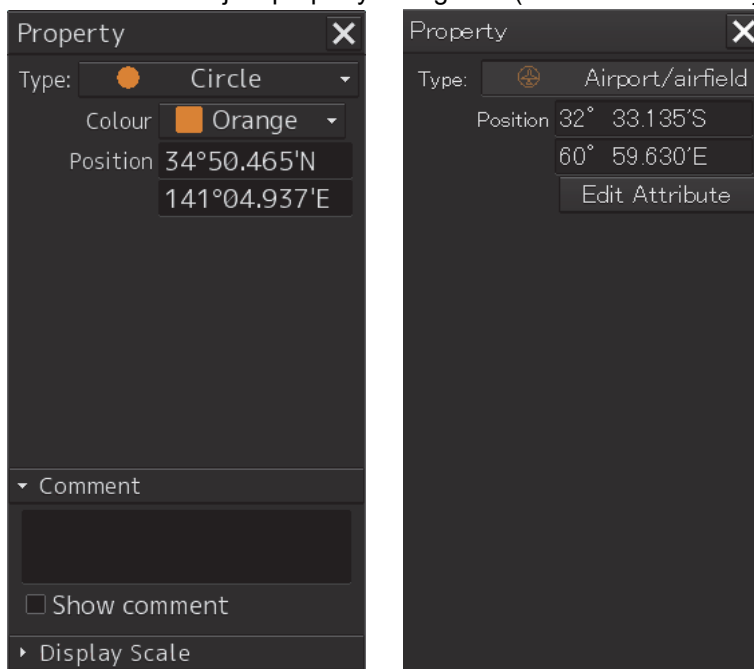 Property
Type: Circle
Colour Orange
Position 34°50.465'N
141°04.937'E
Comment
Show comment
Display Scale
Property
Type: Airport/airfield
Position 32° 33.135'S
60° 59.630'E
Edit Attribute